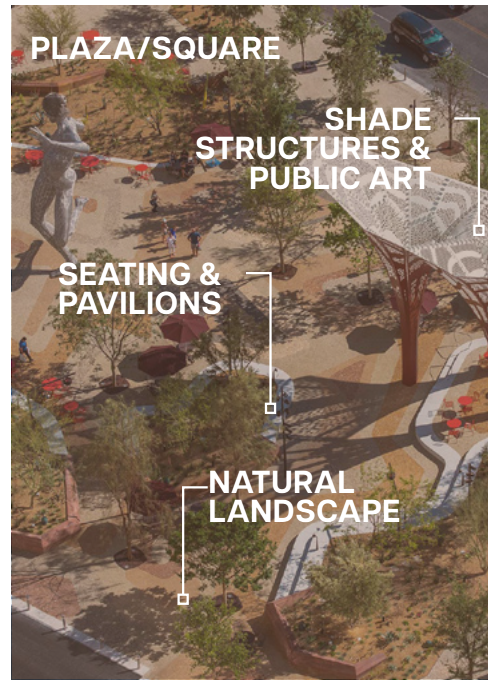 PLAZA/SQUARE
SHADE
STRUCTURES &
PUBLIC ART
SEATING &
PAVILIONS
NATURAL
LANDSCAPE